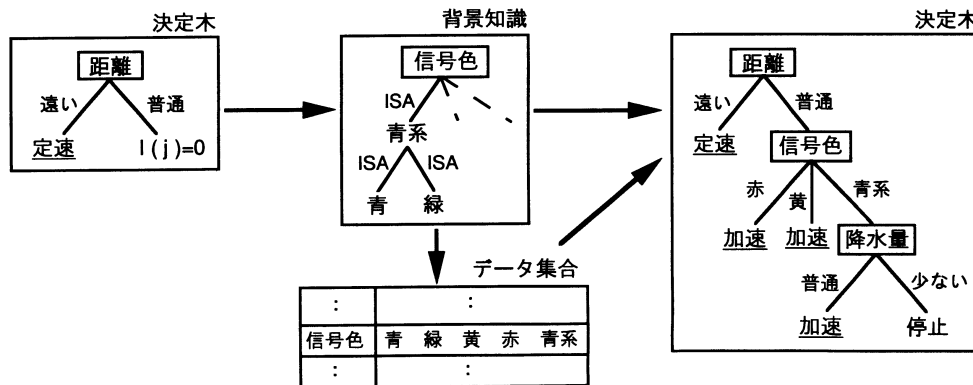 決定木
距離
遠い 普通
定速 l(j)=0
背景知識
信号色
ISA
青系
ISA ISA
青 緑
データ集合
: :
信号色 青 緑 黄 赤 青系
: :
決定木
距離
遠い 普通
定速 信号色
赤 黄 青系
加速 加速 降水量
普通 少ない
加速 停止